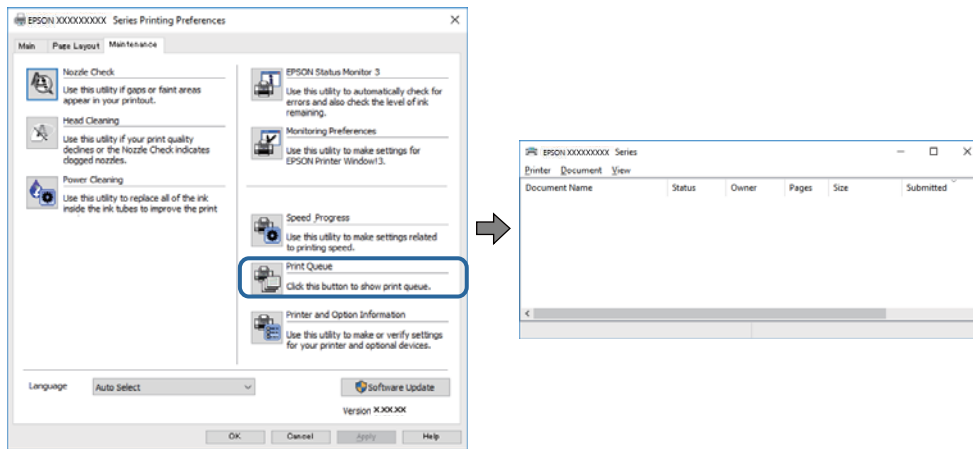 EPSON XXXXXXXXX Series Printing Preferences
Main Page Layout Maintenance
Nozzle Check
Use this utility if gaps or faint areas
appear in your printout.
Head Cleaning
Use this utility if your print quality
declines or the Nozzle Check indicates
clogged nozzles.
Power Cleaning
Use this utility to replace all of the ink
inside the ink tubes to improve the print
EPSON Status Monitor 3
Use this utility to automatically check for
errors and also check the level of ink
remaining.
Monitoring Preferences
Use this utility to make settings for
EPSON Printer Window!3.
Speed Progress
Use this utility to make settings related
to printing speed.
Print Queue
Click this button to show print queue.
Printer and Option Information
Use this utility to make or verify settings
for your printer and optional devices.
Language Auto Select
Software Update
Version X.XX.XX
OK Cancel Apply Help
EPSON XXXXXXXXX Series
Printer Document View
Document Name Status Owner Pages Size Submitted